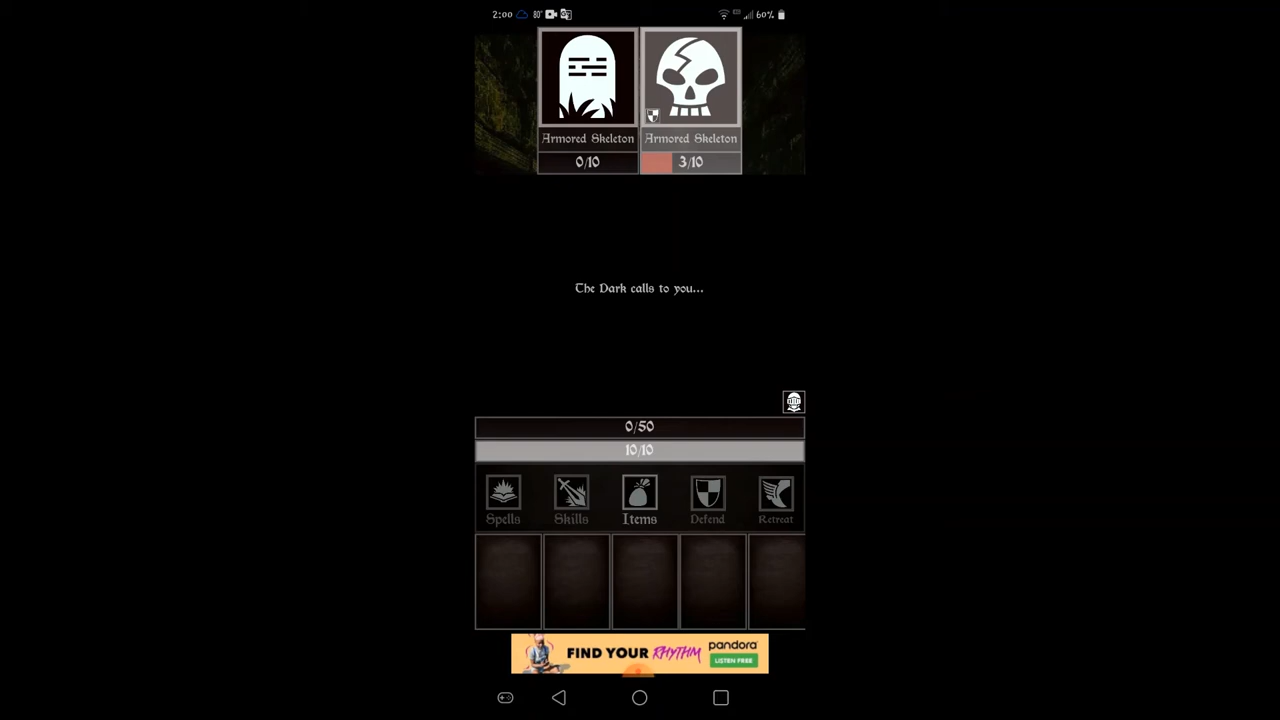 2:00 80° 60%
Armored Skeleton Armored Skeleton
0/10 3/10
The Dark calls to you...
0/50
10/10
Spells Skills Items Defend Retreat
FIND YOUR RHYTHM pandora
LISTEN FREE